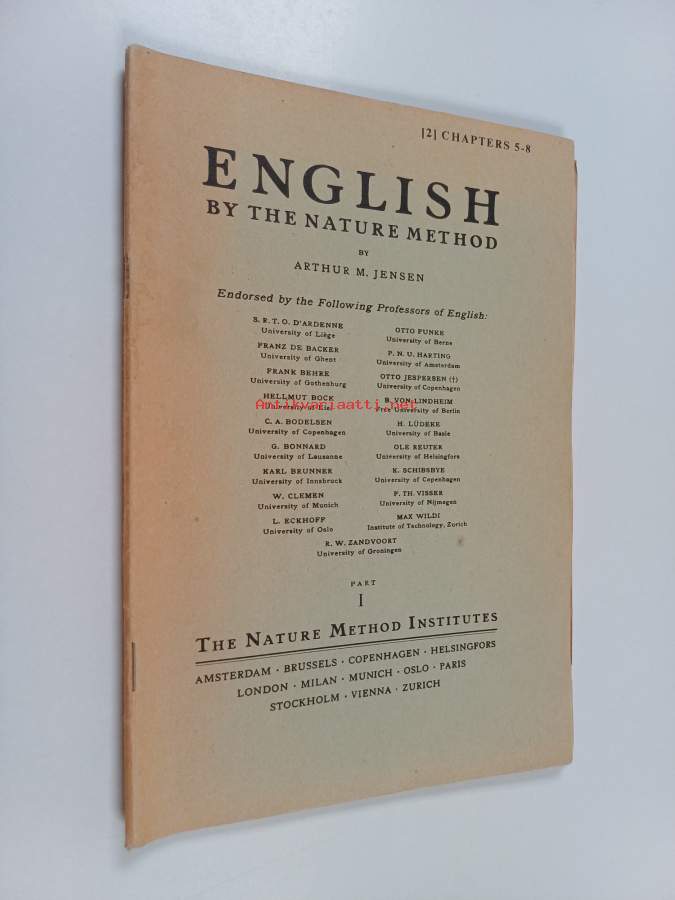 [2] CHAPTERS 5-8
ENGLISH
BY THE NATURE METHOD
BY
ARTHUR M. JENSEN
Endorsed by the Following Professors of English:
S. R. T. O. D'ARDENNE
University of Liège
FRANZ DE BACKER
University of Ghent
FRANK BEHRE
University of Gothenburg
HELLMUT BOCK
University of Kiel
C. A. BODELSEN
University of Copenhagen
G. BONNARD
University of Lausanne
KARL BRUNNER
University of Innsbruck
W. CLEMEN
University of Munich
L. ECKHOFF
University of Oslo
OTTO FUNKE
University of Berne
P. N. U. HARTING
University of Amsterdam
OTTO JESPERSEN (†)
University of Copenhagen
B. VON LINDHEIM
Free University of Berlin
H. LÜDEKE
University of Basle
OLE REUTER
University of Helsingfors
K. SCHIBSBYE
University of Copenhagen
F. TH. VISSER
University of Nijmegen
MAX WILDI
Institute of Technology, Zurich
R. W. ZANDVOORT
University of Groningen
Antikvariaatti.net
PART
I
THE NATURE METHOD INSTITUTES
AMSTERDAM · BRUSSELS · COPENHAGEN · HELSINGFORS
LONDON · MILAN · MUNICH · OSLO · PARIS
STOCKHOLM · VIENNA · ZURICH